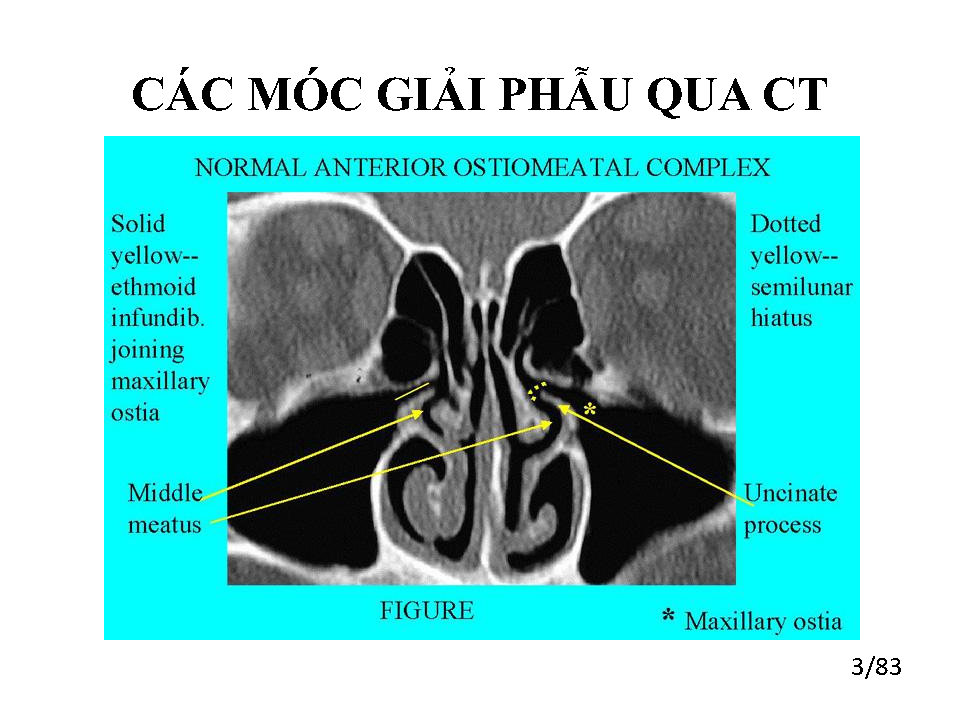 CÁC MÓC GIẢI PHẪU QUA CT
NORMAL ANTERIOR OSTIOMEATAL COMPLEX
Solid
yellow--
ethmoid
infundib.
joining
maxillary
ostia
Dotted
yellow--
semilunar
hiatus
*
Middle
meatus
Uncinate
process
FIGURE
* Maxillary ostia
3/83